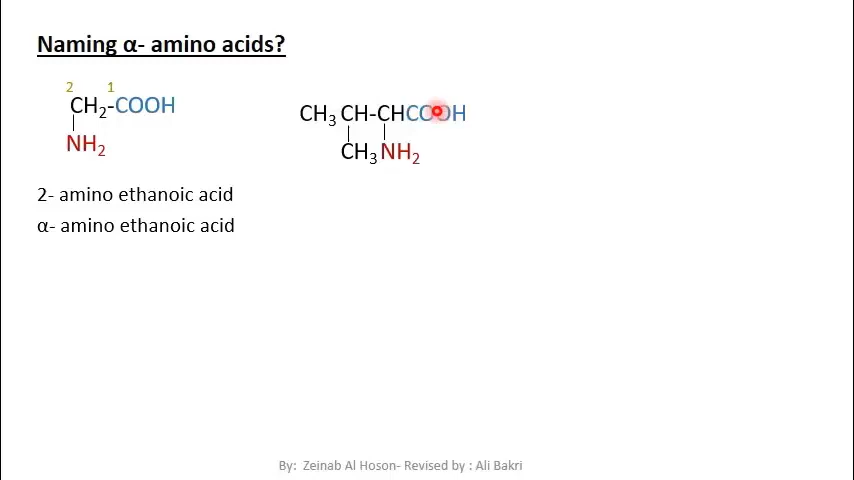 Naming α- amino acids?
2 1
CH₂-COOH
NH₂
CH₃ CH-CHCOOH
CH₃ NH₂
2- amino ethanoic acid
α- amino ethanoic acid
By: Zeinab Al Hoson- Revised by : Ali Bakri